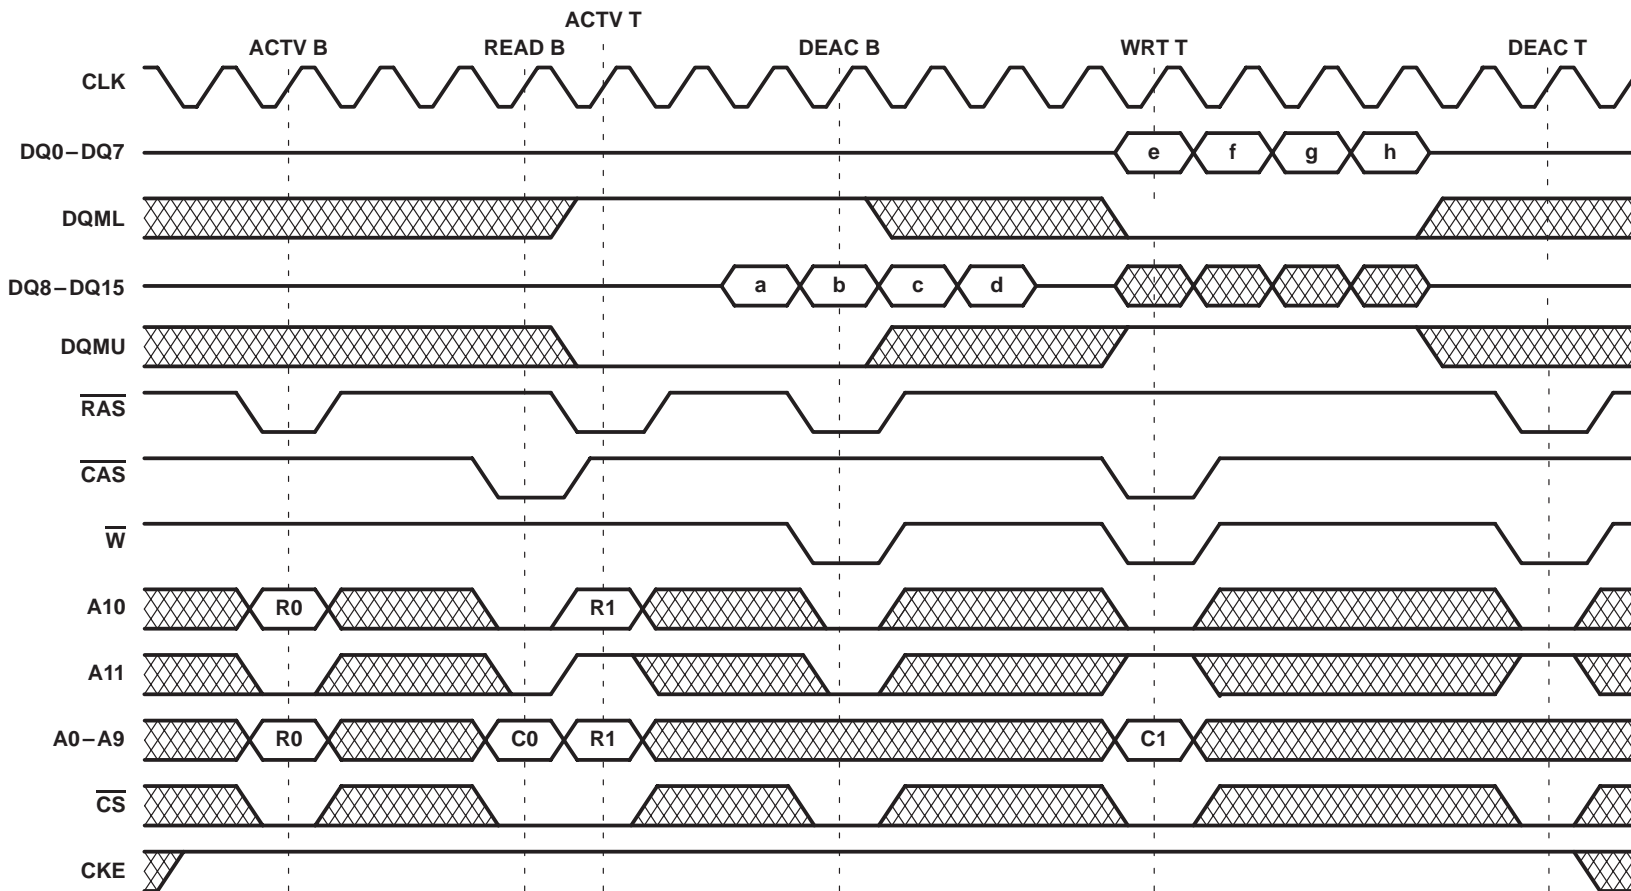 ACTV T
ACTV B READ B DEAC B WRT T DEAC T
CLK
DQ0–DQ7 e f g h
DQML
DQ8–DQ15 a b c d
DQMU
RAS
CAS
W
A10 R0 R1
A11
A0–A9 R0 C0 R1 C1
CS
CKE